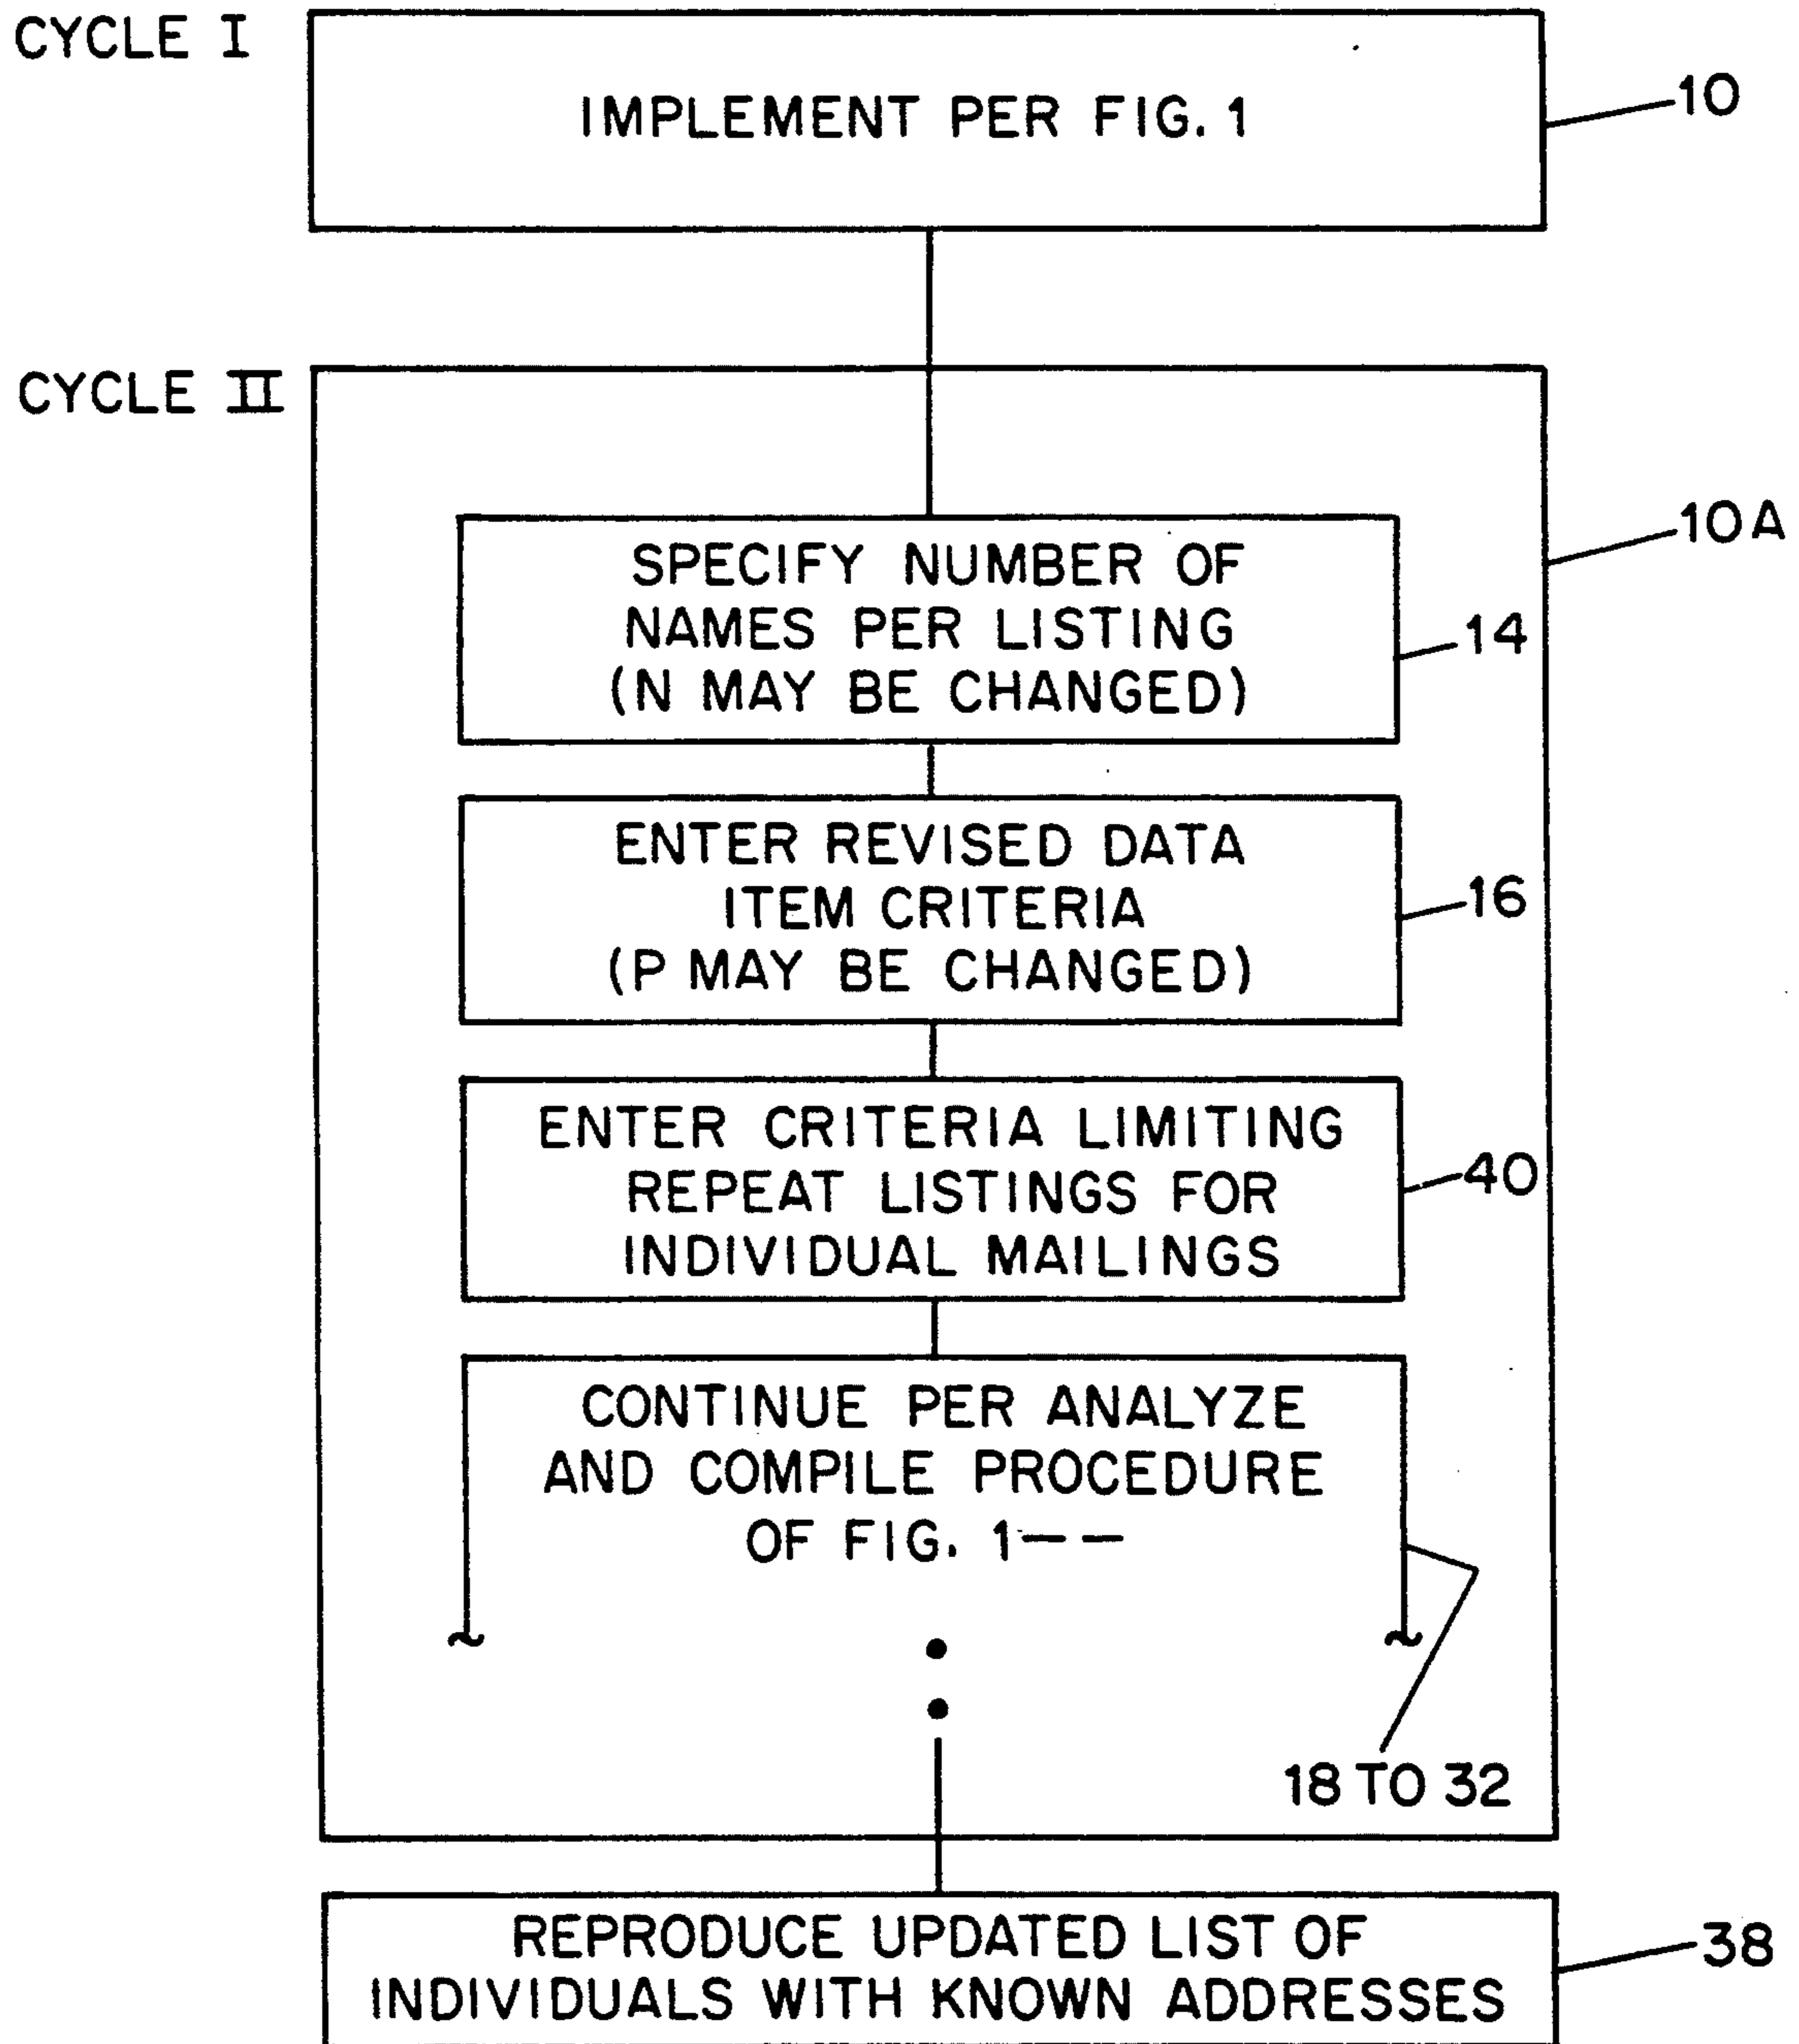 CYCLE I
IMPLEMENT PER FIG. 1
10
CYCLE II
10A
SPECIFY NUMBER OF
NAMES PER LISTING
(N MAY BE CHANGED)
14
ENTER REVISED DATA
ITEM CRITERIA
(P MAY BE CHANGED)
16
ENTER CRITERIA LIMITING
REPEAT LISTINGS FOR
INDIVIDUAL MAILINGS
40
CONTINUE PER ANALYZE
AND COMPILE PROCEDURE
OF FIG. 1--
18 TO 32
REPRODUCE UPDATED LIST OF
INDIVIDUALS WITH KNOWN ADDRESSES
38